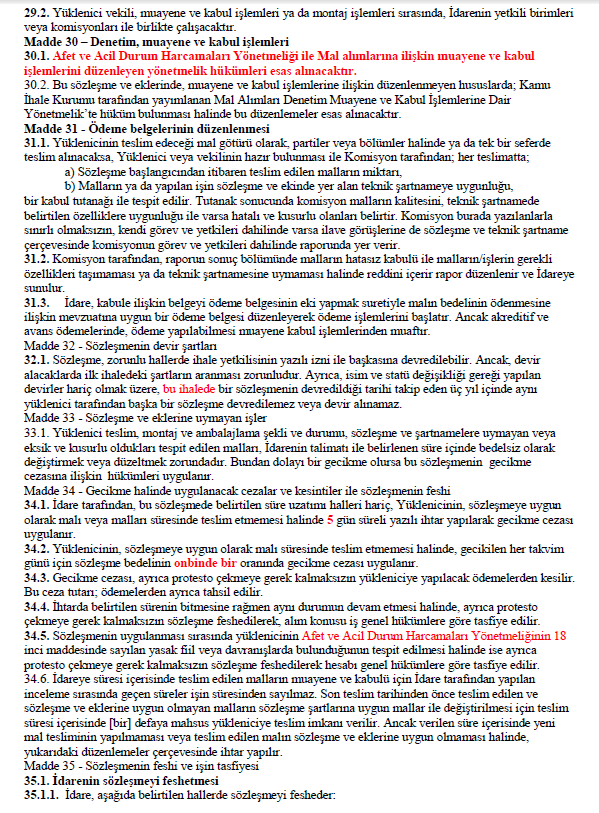 29.2. Yüklenici vekili, muayene ve kabul işlemleri ya da montaj işlemleri sırasında, İdarenin yetkili birimleri
veya komisyonları ile birlikte çalışacaktır.
Madde 30 – Denetim, muayene ve kabul işlemleri
30.1. Afet ve Acil Durum Harcamaları Yönetmeliği ile Mal alımlarına ilişkin muayene ve kabul
işlemlerini düzenleyen yönetmelik hükümleri esas alınacaktır.
30.2. Bu sözleşme ve eklerinde, muayene ve kabul işlemlerine ilişkin düzenlenmeyen hususlarda; Kamu
İhale Kurumu tarafından yayımlanan Mal Alımları Denetim Muayene ve Kabul İşlemlerine Dair
Yönetmelik’te hüküm bulunması halinde bu düzenlemeler esas alınacaktır.
Madde 31 - Ödeme belgelerinin düzenlenmesi
31.1. Yüklenicinin teslim edeceği mal götürü olarak, partiler veya bölümler halinde ya da tek bir seferde
teslim alınacaksa, Yüklenici veya vekilinin hazır bulunması ile Komisyon tarafından; her teslimatta;
a) Sözleşme başlangıcından itibaren teslim edilen malların miktarı,
b) Malların ya da yapılan işin sözleşme ve ekinde yer alan teknik şartnameye uygunluğu,
bir kabul tutanağı ile tespit edilir. Tutanak sonucunda komisyon malların kalitesini, teknik şartnamede
belirtilen özelliklere uygunluğu ile varsa hatalı ve kusurlu olanları belirtir. Komisyon burada yazılanlarla
sınırlı olmaksızın, kendi görev ve yetkileri dahilinde varsa ilave görüşlerine de sözleşme ve teknik şartname
çerçevesinde komisyonun görev ve yetkileri dahilinde raporunda yer verir.
31.2. Komisyon tarafından, raporun sonuç bölümünde malların hatasız kabulü ile malların/işlerin gerekli
özellikleri taşımaması ya da teknik şartnamesine uymaması halinde reddini içerir rapor düzenlenir ve İdareye
sunulur.
31.3. İdare, kabule ilişkin belgeyi ödeme belgesinin eki yapmak suretiyle malın bedelinin ödenmesine
ilişkin mevzuatına uygun bir ödeme belgesi düzenleyerek ödeme işlemlerini başlatır. Ancak akreditif ve
avans ödemelerinde, ödeme yapılabilmesi muayene kabul işlemlerinden muaftır.
Madde 32 - Sözleşmenin devir şartları
32.1. Sözleşme, zorunlu hallerde ihale yetkilisinin yazılı izni ile başkasına devredilebilir. Ancak, devir
alacaklarda ilk ihaledeki şartların aranması zorunludur. Ayrıca, isim ve statü değişikliği gereği yapılan
devirler hariç olmak üzere, bu ihalede bir sözleşmenin devredildiği tarihi takip eden üç yıl içinde aynı
yüklenici tarafından başka bir sözleşme devredilemez veya devir alınamaz.
Madde 33 - Sözleşme ve eklerine uymayan işler
33.1. Yüklenici teslim, montaj ve ambalajlama şekli ve durumu, sözleşme ve şartnamelere uymayan veya
eksik ve kusurlu oldukları tespit edilen malları, İdarenin talimatı ile belirlenen süre içinde bedelsiz olarak
değiştirmek veya düzeltmek zorundadır. Bundan dolayı bir gecikme olursa bu sözleşmenin gecikme
cezasına ilişkin hükümleri uygulanır.
Madde 34 - Gecikme halinde uygulanacak cezalar ve kesintiler ile sözleşmenin feshi
34.1. İdare tarafından, bu sözleşmede belirtilen süre uzatımı halleri hariç, Yüklenicinin, sözleşmeye uygun
olarak malı veya malları süresinde teslim etmemesi halinde 5 gün süreli yazılı ihtar yapılarak gecikme cezası
uygulanır.
34.2. Yüklenicinin, sözleşmeye uygun olarak malı süresinde teslim etmemesi halinde, gecikilen her takvim
günü için sözleşme bedelinin onbinde bir oranında gecikme cezası uygulanır.
34.3. Gecikme cezası, ayrıca protesto çekmeye gerek kalmaksızın yükleniciye yapılacak ödemelerden kesilir.
Bu ceza tutarı; ödemelerden ayrıca tahsil edilir.
34.4. İhtarda belirtilen sürenin bitmesine rağmen aynı durumun devam etmesi halinde, ayrıca protesto
çekmeye gerek kalmaksızın sözleşme feshedilerek, alım konusu iş genel hükümlere göre tasfiye edilir.
34.5. Sözleşmenin uygulanması sırasında yüklenicinin Afet ve Acil Durum Harcamaları Yönetmeliğinin 18
inci maddesinde sayılan yasak fiil veya davranışlarda bulunduğunun tespit edilmesi halinde ise ayrıca
protesto çekmeye gerek kalmaksızın sözleşme feshedilerek hesabı genel hükümlere göre tasfiye edilir.
34.6. İdareye süresi içerisinde teslim edilen malların muayene ve kabulü için İdare tarafından yapılan
inceleme sırasında geçen süreler işin süresinden sayılmaz. Son teslim tarihinden önce teslim edilen ve
sözleşme ve eklerine uygun olmayan malların sözleşme şartlarına uygun mallar ile değiştirilmesi için teslim
süresi içerisinde [bir] defaya mahsus yükleniciye teslim imkanı verilir. Ancak verilen süre içerisinde yeni
mal tesliminin yapılmaması veya teslim edilen malın sözleşme ve eklerine uygun olmaması halinde,
yukarıdaki düzenlemeler çerçevesinde ihtar yapılır.
Madde 35 - Sözleşmenin feshi ve işin tasfiyesi
35.1. İdarenin sözleşmeyi feshetmesi
35.1.1. İdare, aşağıda belirtilen hallerde sözleşmeyi fesheder: